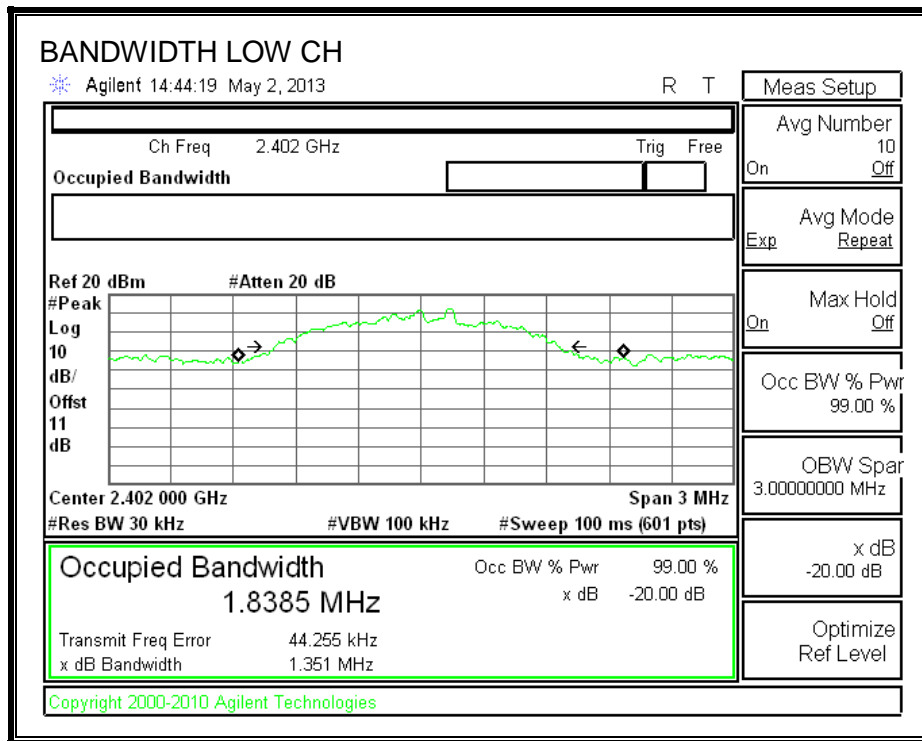 BANDWIDTH LOW CH
Agilent 14:44:19 May 2, 2013 R T
Ch Freq 2.402 GHz Trig Free
Occupied Bandwidth
Ref 20 dBm #Atten 20 dB
#Peak
Log
10
dB/
Offst
11
dB
Center 2.402 000 GHz Span 3 MHz
#Res BW 30 kHz #VBW 100 kHz #Sweep 100 ms (601 pts)
Occupied Bandwidth
1.8385 MHz
Occ BW % Pwr 99.00 %
x dB -20.00 dB
Transmit Freq Error 44.255 kHz
x dB Bandwidth 1.351 MHz
Copyright 2000-2010 Agilent Technologies
Meas Setup
Avg Number
10
On Off
Avg Mode
Exp Repeat
Max Hold
On Off
Occ BW % Pwr
99.00 %
OBW Spar
3.00000000 MHz
x dB
-20.00 dB
Optimize
Ref Level